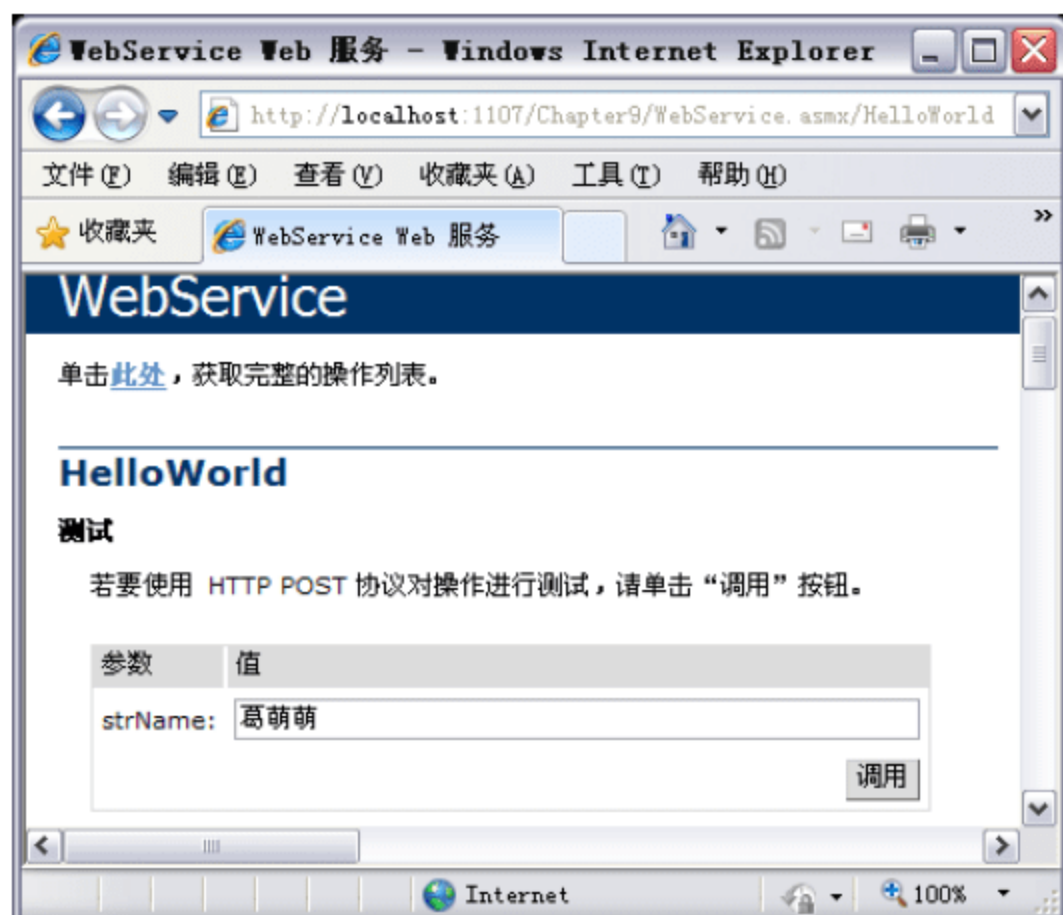 WebService Web 服务 - Windows Internet Explorer
http://localhost:1107/Chapter9/WebService.asmx/HelloWorld
文件(F) 编辑(E) 查看(V) 收藏夹(A) 工具(T) 帮助(H)
收藏夹 WebService Web 服务 »
WebService
单击此处，获取完整的操作列表。
HelloWorld
测试
若要使用 HTTP POST 协议对操作进行测试，请单击“调用”按钮。
参数 值
strName: 葛萌萌
调用
Internet 100%